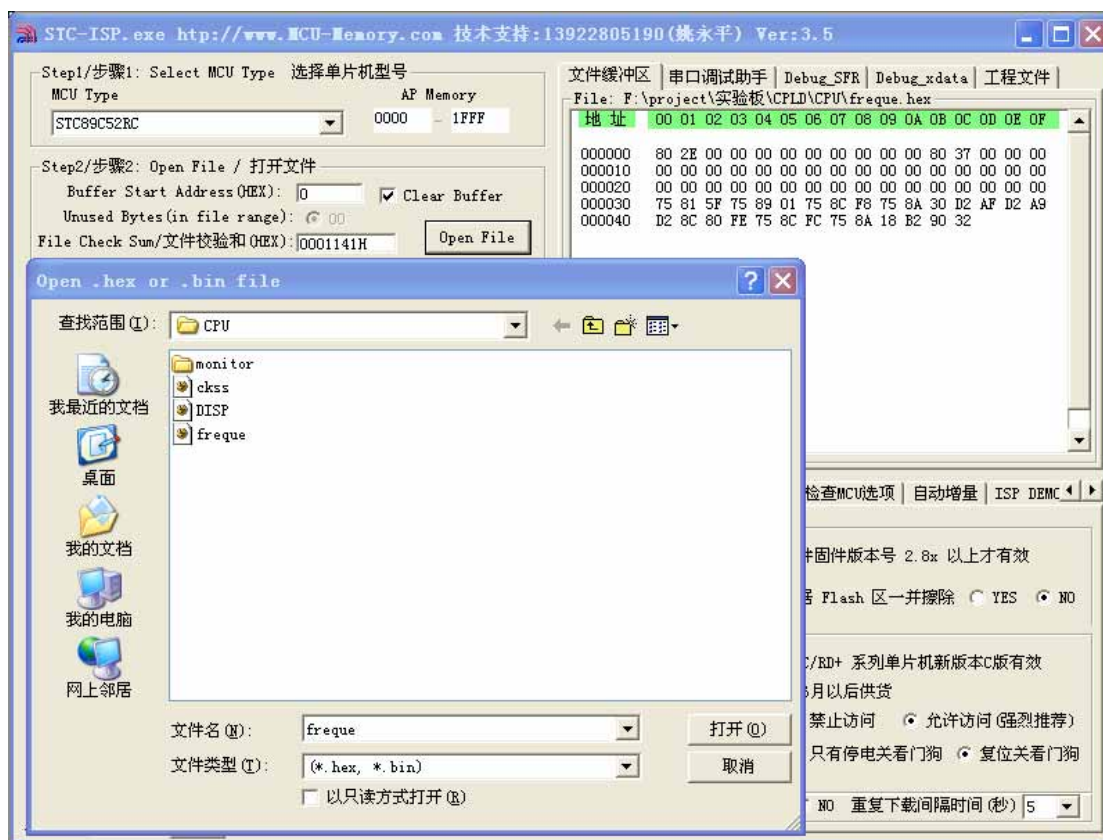 STC-ISP.exe htp://www.MCU-Memory.com 技术支持:13922805190(姚永平) Ver:3.5
Step1/步骤1: Select MCU Type 选择单片机型号
MCU Type
AP Memory
STC89C52RC
0000 - 1FFF
Step2/步骤2: Open File / 打开文件
Buffer Start Address(HEX): 0
Clear Buffer
Unused Bytes(in file range): 00
File Check Sum/文件校验和(HEX): 0001141H
Open File
文件缓冲区 串口调试助手 Debug_SFR Debug_xdata 工程文件
File: F:\project\实验板\CPLD\CPU\freque.hex
地 址 00 01 02 03 04 05 06 07 08 09 0A 0B 0C 0D 0E 0F
000000 80 2E 00 00 00 00 00 00 00 00 00 80 37 00 00 00
000010 00 00 00 00 00 00 00 00 00 00 00 00 00 00 00 00
000020 00 00 00 00 00 00 00 00 00 00 00 00 00 00 00 00
000030 75 81 5F 75 89 01 75 8C F8 75 8A 30 D2 AF D2 A9
000040 D2 8C 80 FE 75 8C FC 75 8A 18 B2 90 32
Open .hex or .bin file
查找范围(I): CPU
monitor
ckss
DISP
freque
我最近的文档
桌面
我的文档
我的电脑
网上邻居
文件名(N): freque
打开(O)
文件类型(T): (*.hex, *.bin)
取消
以只读方式打开(R)
检查MCU选项 自动增量 ISP DEMC
固件版本号 2.8x 以上才有效
Flash 区一并擦除 YES NO
/RD+ 系列单片机新版本C版有效
月以后供货
禁止访问 允许访问(强烈推荐)
只有停电关看门狗 复位关看门狗
NO 重复下载间隔时间(秒) 5